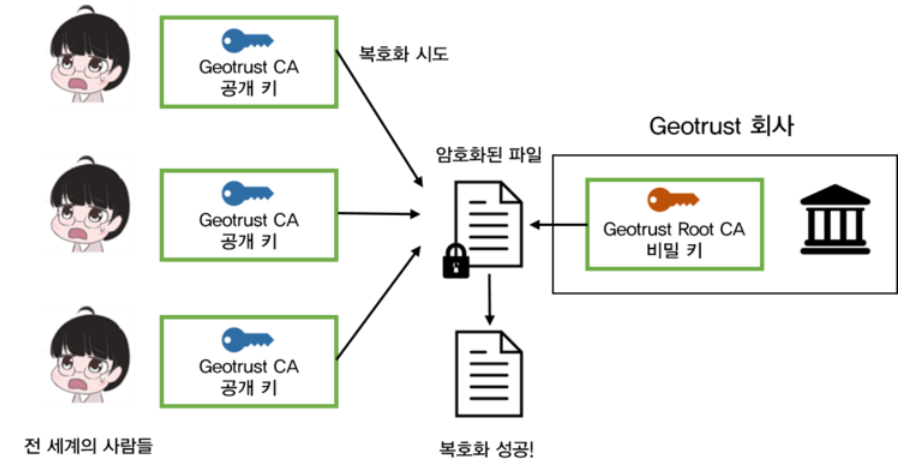 복호화 시도
Geotrust CA
공개 키
Geotrust 회사
암호화된 파일
Geotrust CA
공개 키
Geotrust Root CA
비밀 키
Geotrust CA
공개 키
전 세계의 사람들
복호화 성공!